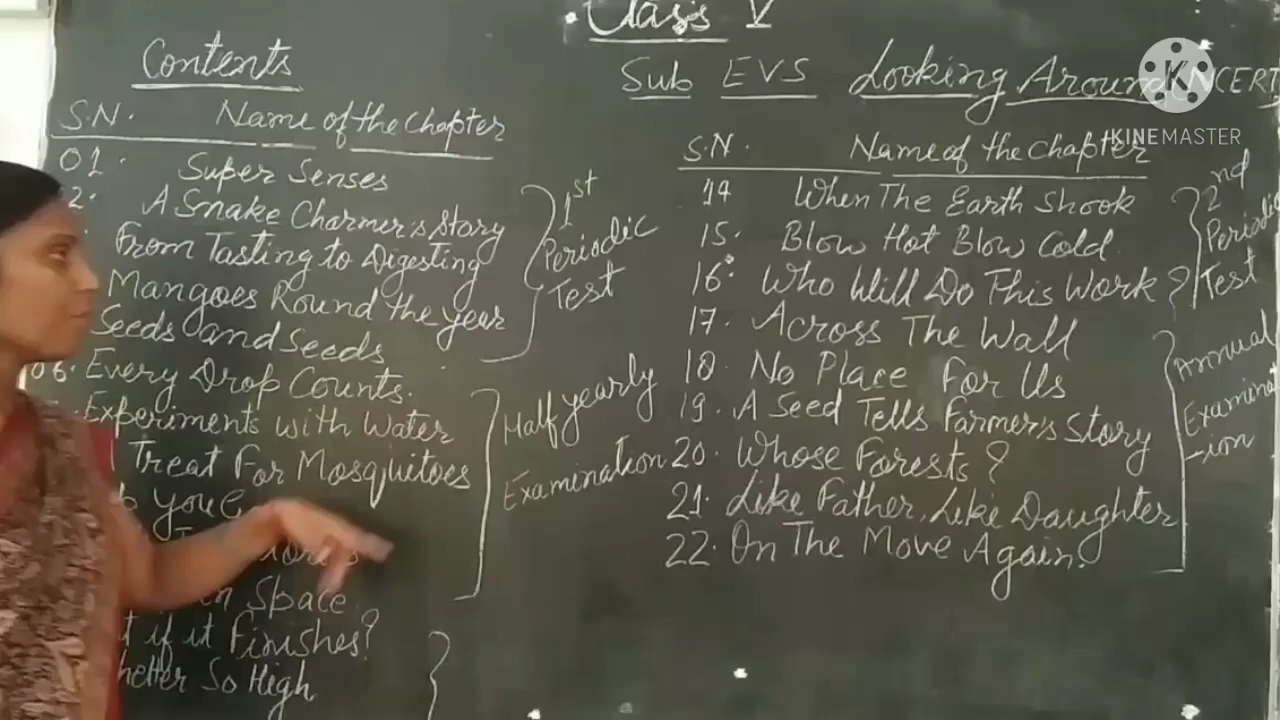 Class V
Sub EVS Looking Around NCERT
KINEMASTER
Contents
S.N. Name of the Chapter
01. Super Senses
2. A Snake Charmer's Story
From Tasting to Digesting
Mangoes Round the year
Seeds and Seeds
06. Every Drop Counts.
Experiments with Water
Treat For Mosquitoes
You
in Space
if it Finishes?
So High
1st
Periodic
Test
Half yearly
Examination
S.N. Name of the Chapter
14 When The Earth Shook
15. Blow Hot Blow Cold
16. Who Will Do This Work ?
17. Across The Wall
18. No Place For Us
19. A Seed Tells Farmer's Story
20. Whose Forests ?
21. Like Father, Like Daughter
22. On The Move Again.
2nd
Periodic
Test
Annual
Examinat
-ion